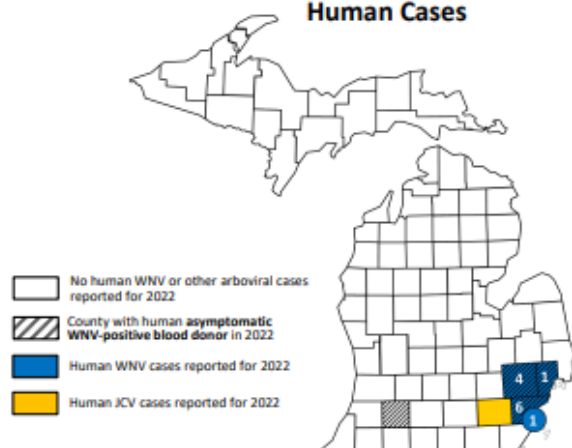 Human Cases
No human WNV or other arboviral cases
reported for 2022
County with human asymptomatic
WNV-positive blood donor in 2022
Human WNV cases reported for 2022
Human JCV cases reported for 2022
4 1
6
1